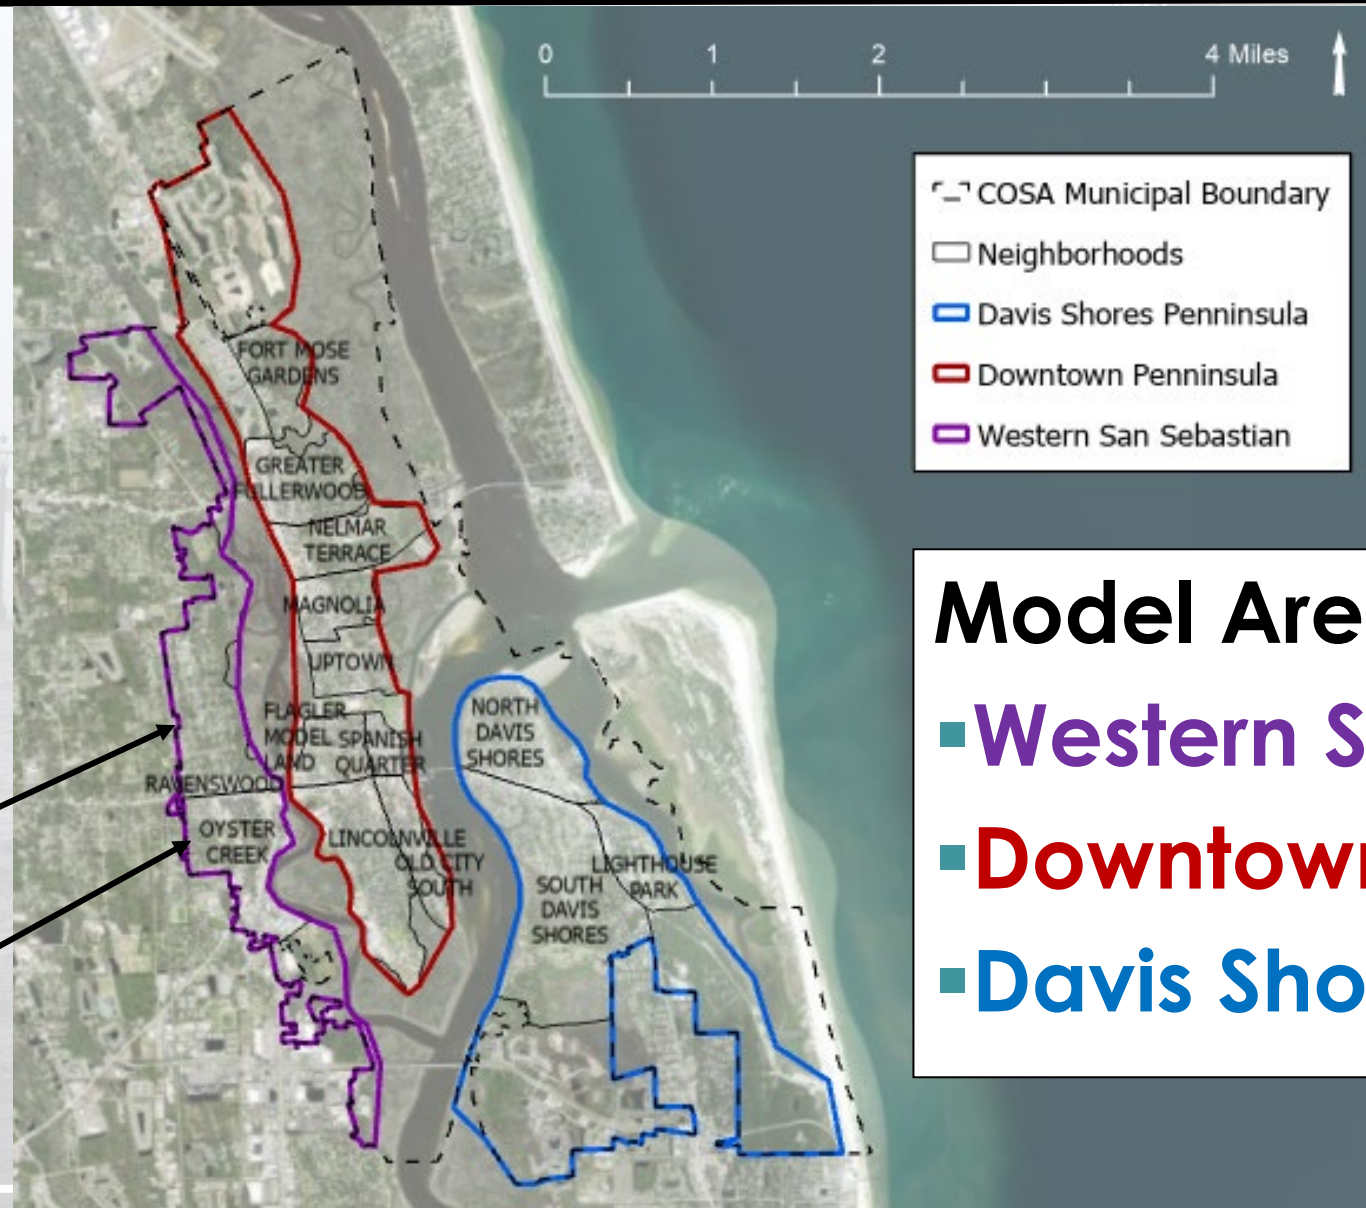 0 1 2 4 Miles
COSA Municipal Boundary
Neighborhoods
Davis Shores Penninsula
Downtown Penninsula
Western San Sebastian
FORT MOSE
GARDENS
GREATER
FULLERWOOD
NELMAR
TERRACE
MAGNOLIA
UPTOWN
FLAGLER
MODEL
LAND
SPANISH
QUARTER
RAVENSWOOD
OYSTER
CREEK
LINCOLNVILLE
OLD CITY
SOUTH
NORTH
DAVIS
SHORES
LIGHTHOUSE
PARK
SOUTH
DAVIS
SHORES
Model Are
▪Western S
▪Downtown
▪Davis Sho